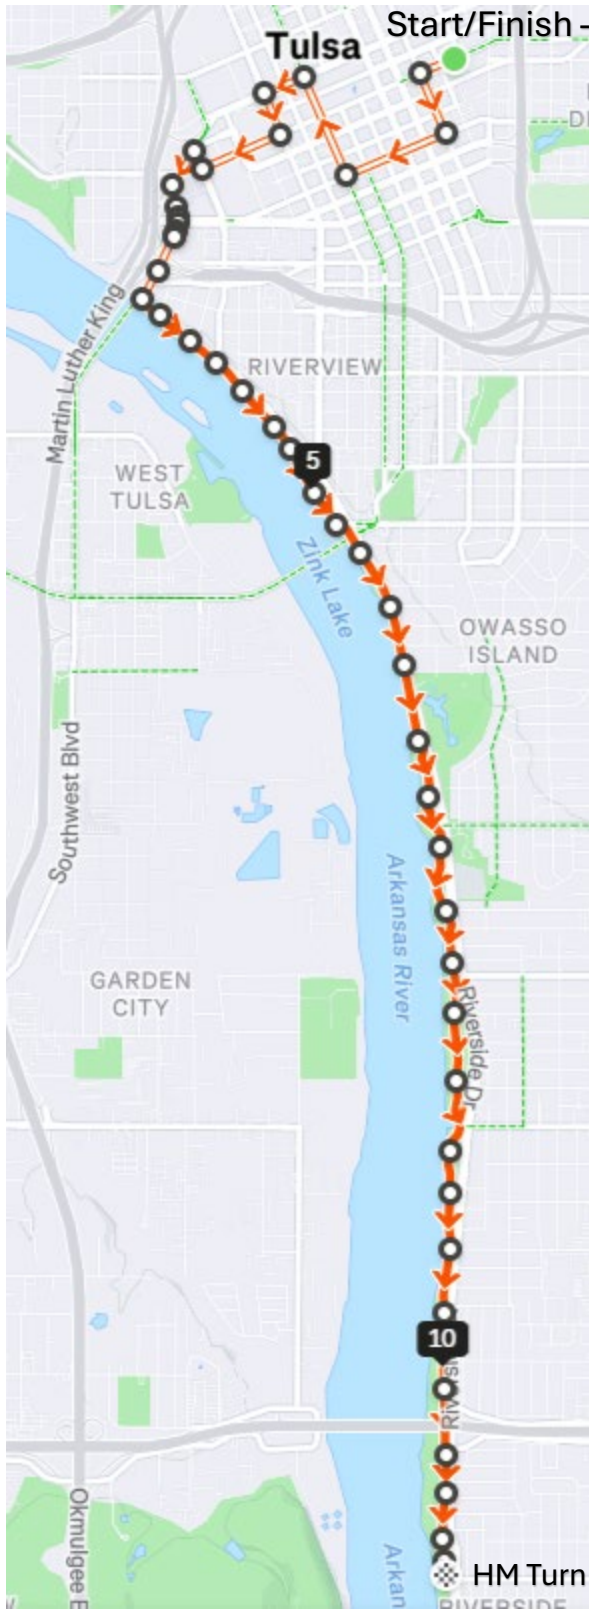 Start/Finish -
Tulsa
D
Martin Luther King
RIVERVIEW
5
WEST
TULSA
Zink Lake
OWASSO
ISLAND
Southwest Blvd
Arkansas River
GARDEN
CITY
Riverside Dr
10
Okmulgee E
Arkan
HM Turn
RIVERSIDE